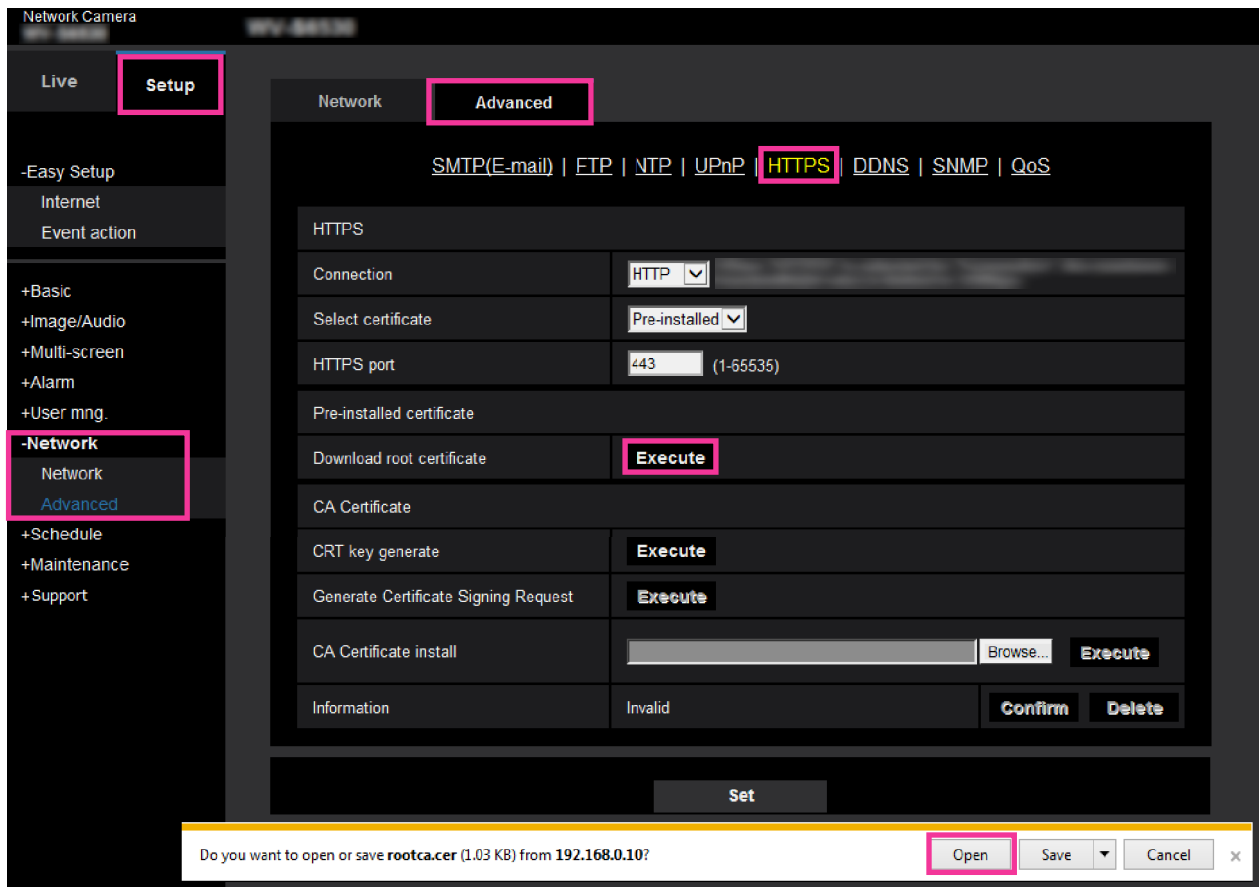 Network Camera
Live
Setup
Network
Advanced
SMTP(E-mail) | FTP | NTP | UPnP | HTTPS | DDNS | SNMP | QoS
-Easy Setup
Internet
Event action
+Basic
+Image/Audio
+Multi-screen
+Alarm
+User mng.
-Network
Network
Advanced
+Schedule
+Maintenance
+Support
HTTPS
Connection HTTP
Select certificate Pre-installed
HTTPS port 443 (1-65535)
Pre-installed certificate
Download root certificate Execute
CA Certificate
CRT key generate Execute
Generate Certificate Signing Request Execute
CA Certificate install Browse... Execute
Information Invalid Confirm Delete
Set
Do you want to open or save rootca.cer (1.03 KB) from 192.168.0.10? Open Save Cancel ×